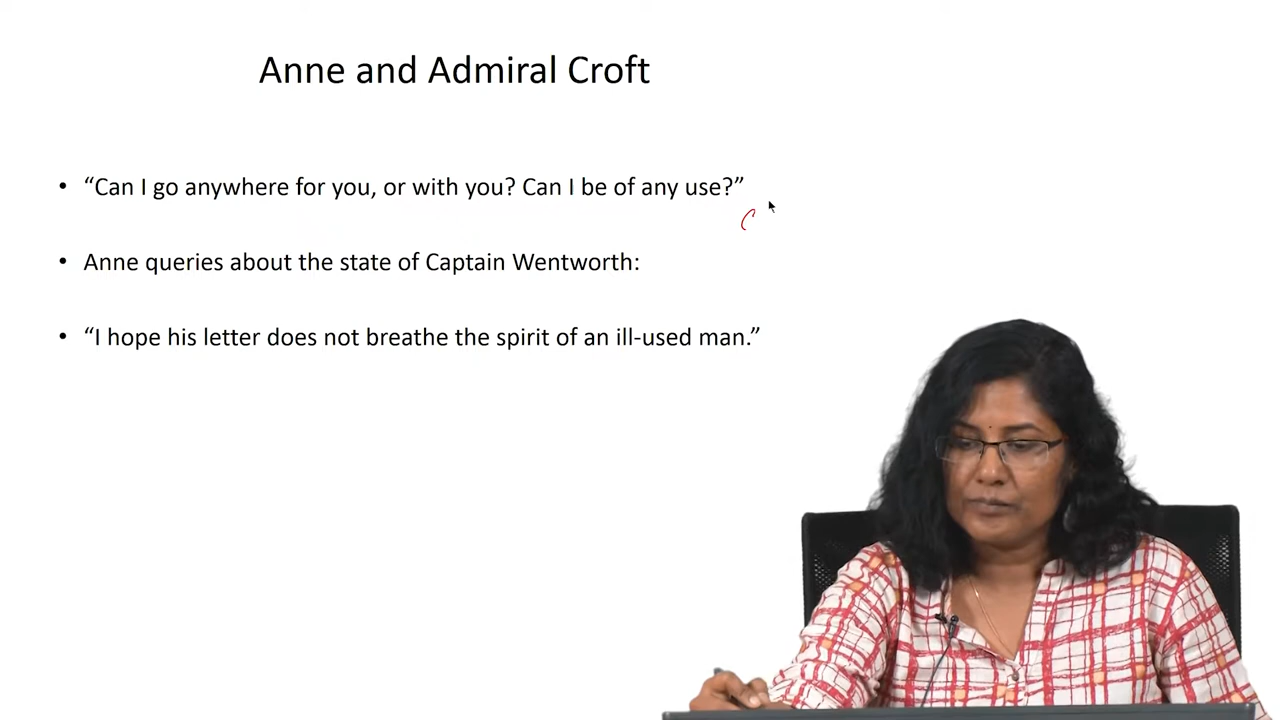 Anne and Admiral Croft
• “Can I go anywhere for you, or with you? Can I be of any use?”
• Anne queries about the state of Captain Wentworth:
• “I hope his letter does not breathe the spirit of an ill-used man.”